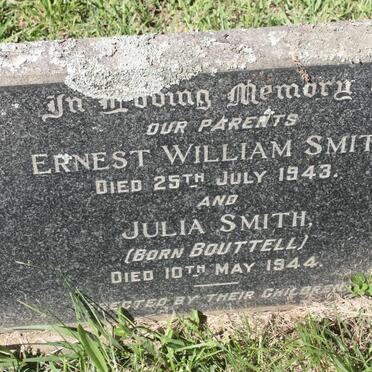 In Loving Memory
OUR PARENTS
ERNEST WILLIAM SMIT
DIED 25TH JULY 1943.
AND
JULIA SMITH,
(BORN BOUTTELL)
DIED 10TH MAY 1944.
ECTED BY THEIR CHILDREN